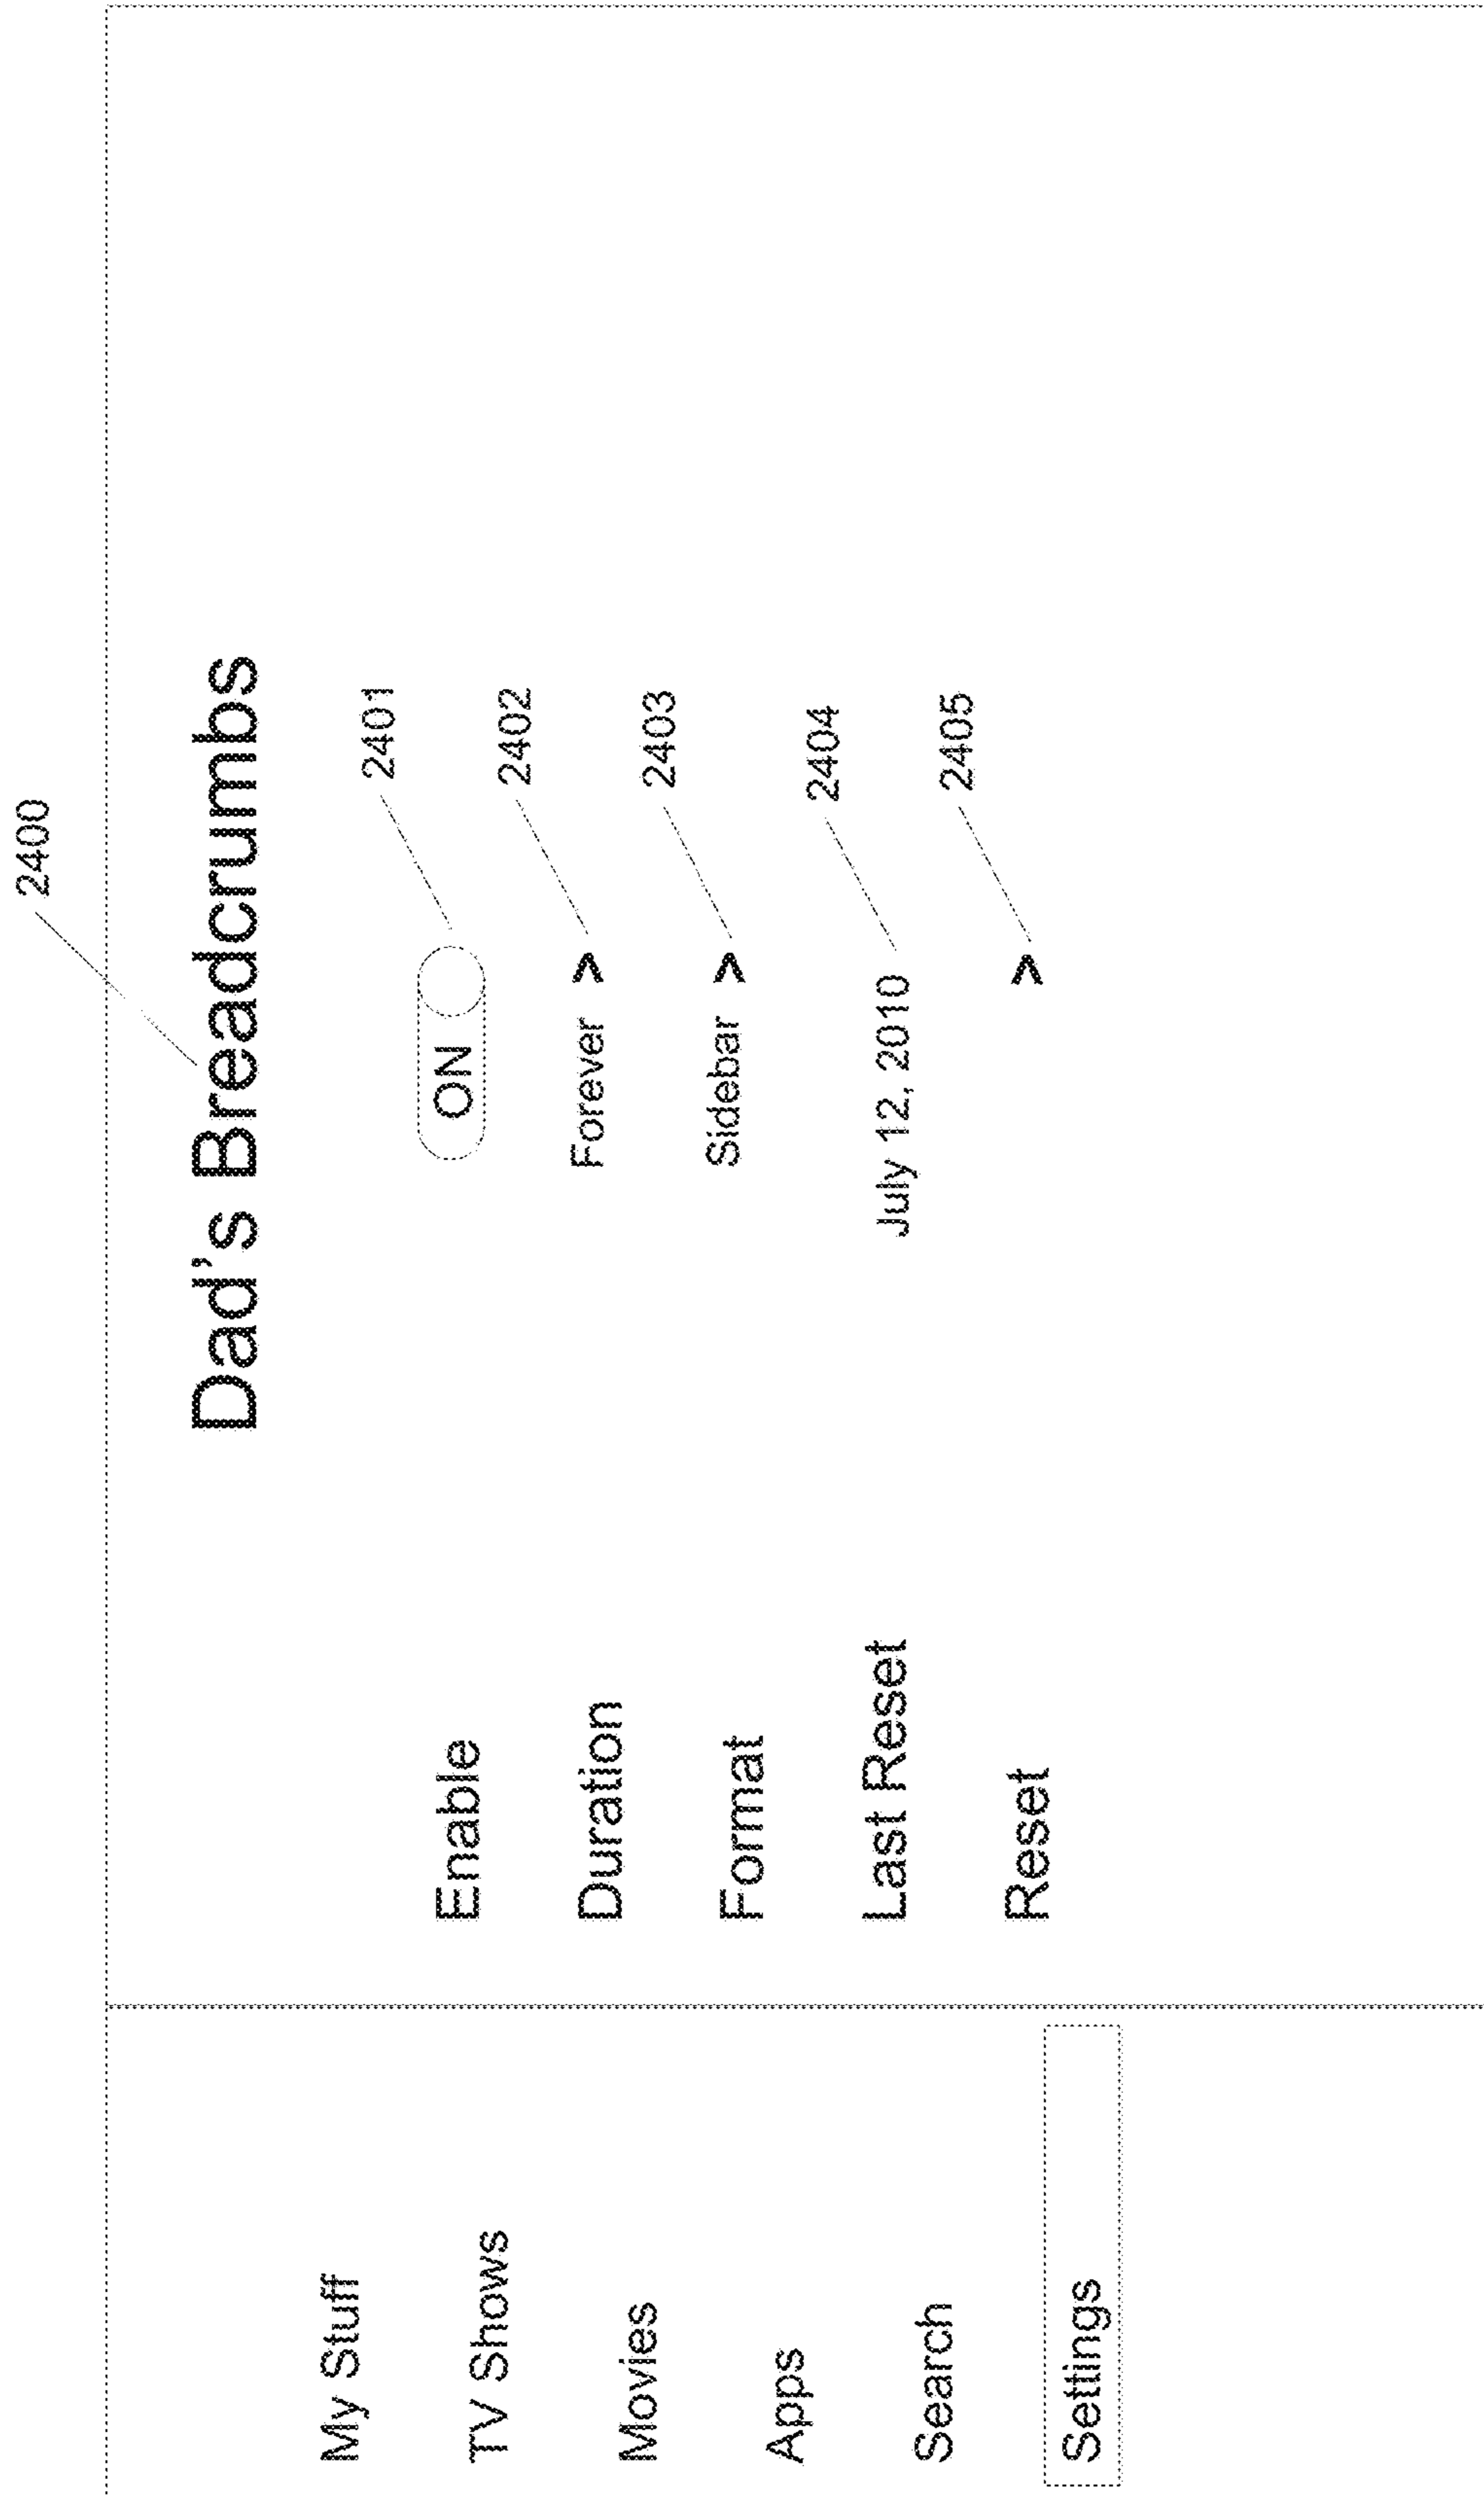 2400
Dad's Breadcrumbs
My Stuff
TV Shows
Movies
Apps
Search
Settings
Enable ON 2401
Duration Forever > 2402
Format Sidebar > 2403
Last Reset July 12, 2010 2404
Reset > 2405